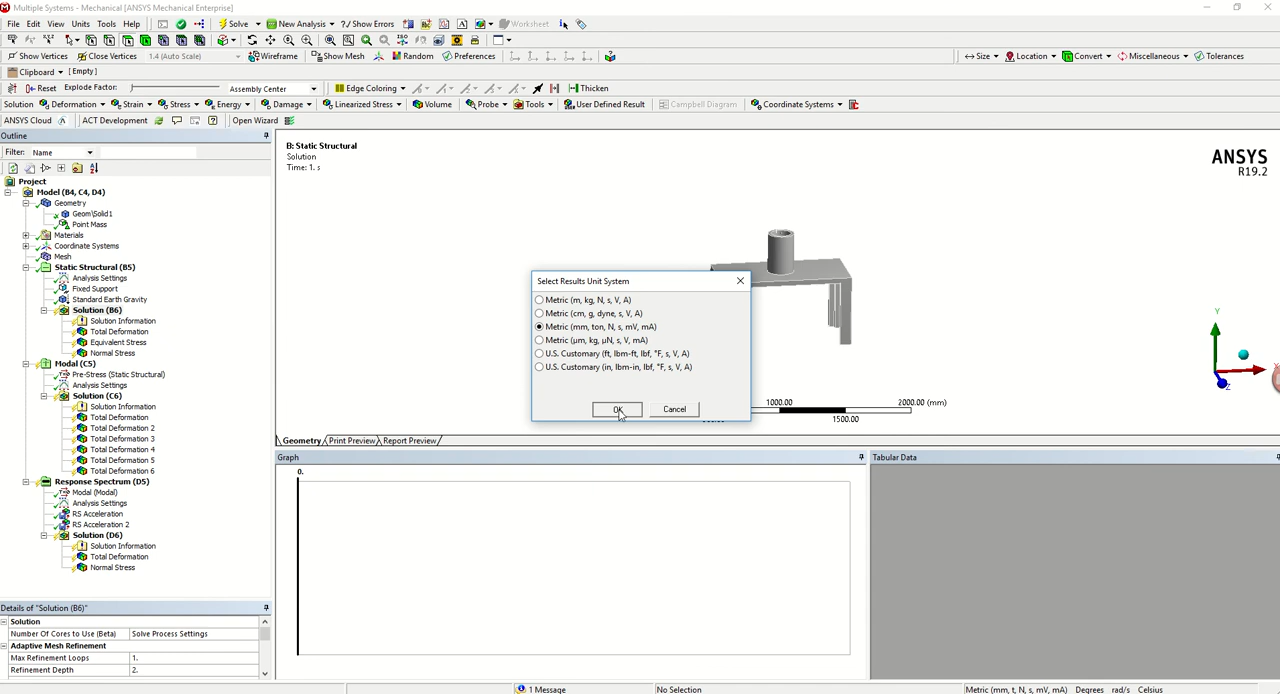 Multiple Systems - Mechanical [ANSYS Mechanical Enterprise]
File Edit View Units Tools Help Solve New Analysis Show Errors Worksheet
Show Vertices Close Vertices 1.4 (Auto Scale) Wireframe Show Mesh Random Preferences Size Location Convert Miscellaneous Tolerances
Clipboard [ Empty ]
Reset Explode Factor: Assembly Center Edge Coloring Thicken
Solution Deformation Strain Stress Energy Damage Linearized Stress Volume Probe Tools User Defined Result Campbell Diagram Coordinate Systems
ANSYS Cloud ACT Development Open Wizard
Outline
Filter: Name
Project
Model (B4, C4, D4)
Geometry
Geom\Solid1
Point Mass
Materials
Coordinate Systems
Mesh
Static Structural (B5)
Analysis Settings
Fixed Support
Standard Earth Gravity
Solution (B6)
Solution Information
Total Deformation
Equivalent Stress
Normal Stress
Modal (C5)
Pre-Stress (Static Structural)
Analysis Settings
Solution (C6)
Solution Information
Total Deformation
Total Deformation 2
Total Deformation 3
Total Deformation 4
Total Deformation 5
Total Deformation 6
Response Spectrum (D5)
Modal (Modal)
Analysis Settings
RS Acceleration
RS Acceleration 2
Solution (D6)
Solution Information
Total Deformation
Normal Stress
Details of "Solution (B6)"
Solution
Number Of Cores to Use (Beta) Solve Process Settings
Adaptive Mesh Refinement
Max Refinement Loops 1.
Refinement Depth 2.
B: Static Structural
Solution
Time: 1. s
ANSYS
R19.2
Select Results Unit System
Metric (m, kg, N, s, V, A)
Metric (cm, g, dyne, s, V, A)
Metric (mm, ton, N, s, mV, mA)
Metric (µm, kg, µN, s, V, mA)
U.S. Customary (ft, lbm-ft, lbf, °F, s, V, A)
U.S. Customary (in, lbm-in, lbf, °F, s, V, A)
OK Cancel
Y
X
Z
1000.00 2000.00 (mm)
1500.00
Geometry Print Preview Report Preview
Graph
Tabular Data
0.
1 Message No Selection Metric (mm, t, N, s, mV, mA) Degrees rad/s Celsius